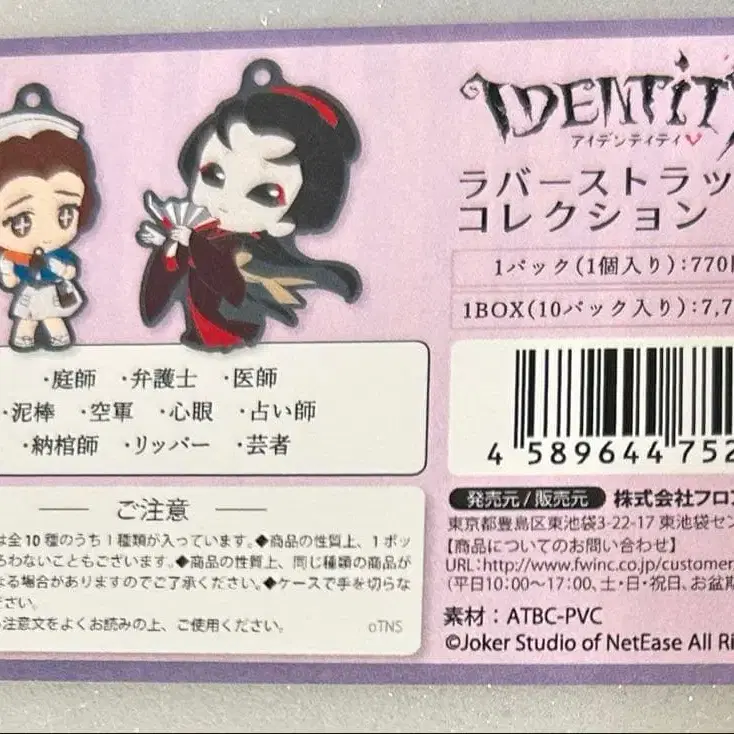 IDENTITY
アイデンティティV
ラバーストラッ
コレクション
1パック(1個入り):770
1BOX(10パック入り):7,7
・庭師 ・弁護士 ・医師
・泥棒 ・空軍 ・心眼 ・占い師
・納棺師 ・リッパー ・芸者
4 589644 752
ご注意
は全10種のうち1種類が入っています。◆商品の性質上、1ボッ
ろわないこともございます。◆商品の性質上、同じ種類の商品が
なる場合がありますのでご了承ください。◆ケースで手を切らな
ださい。
注意文をよくお読みの上、ご使用ください。
oTNS
発売元/販売元 株式会社フロン
東京都豊島区東池袋3-22-17 東池袋セン
【商品についてのお問い合わせ】
URL:http://www.fwinc.co.jp/customer
(平日10:00～17:00、土・日・祝日、お盆期
素材：ATBC-PVC
©Joker Studio of NetEase All Ri